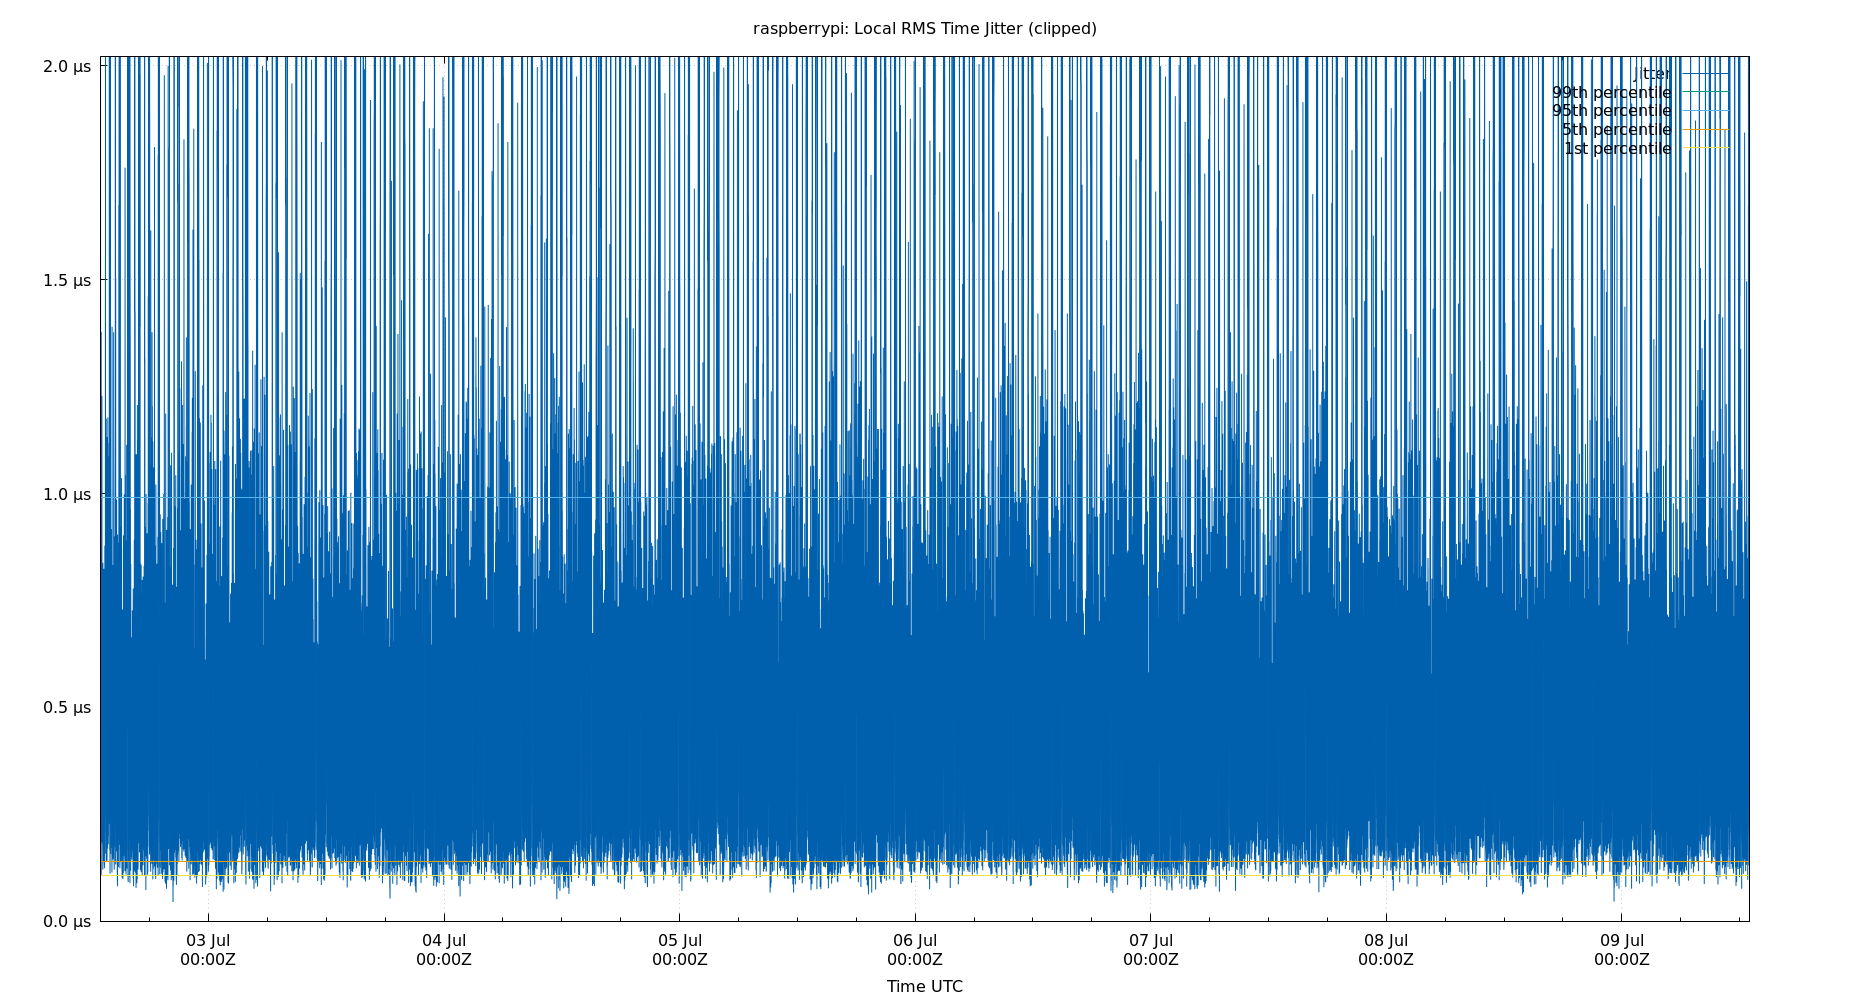 raspberrypi: Local RMS Time Jitter (clipped)
2.0 μs
1.5 μs
1.0 μs
0.5 μs
0.0 μs
Jitter
99th percentile
95th percentile
5th percentile
1st percentile
03 Jul
00:00Z
04 Jul
00:00Z
05 Jul
00:00Z
06 Jul
00:00Z
07 Jul
00:00Z
08 Jul
00:00Z
09 Jul
00:00Z
Time UTC